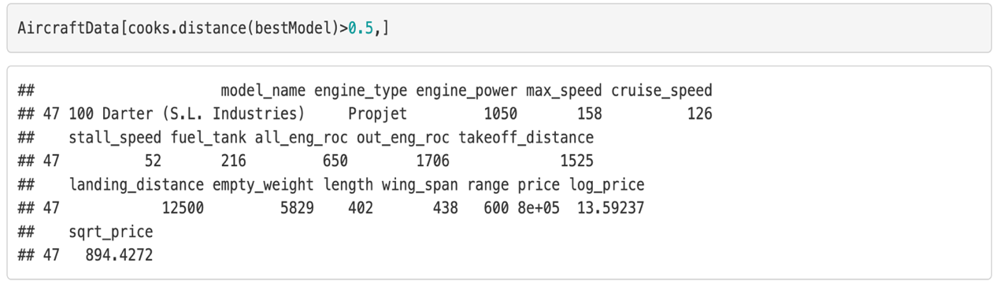 AircraftData[cooks.distance(bestModel)>0.5,]
##                      model_name engine_type engine_power max_speed cruise_speed
## 47 100 Darter (S.L. Industries)     Propjet         1050       158          126
##    stall_speed fuel_tank all_eng_roc out_eng_roc takeoff_distance
## 47          52       216         650        1706             1525
##    landing_distance empty_weight length wing_span range price log_price
## 47            12500         5829    402       438   600 8e+05  13.59237
##    sqrt_price
## 47   894.4272